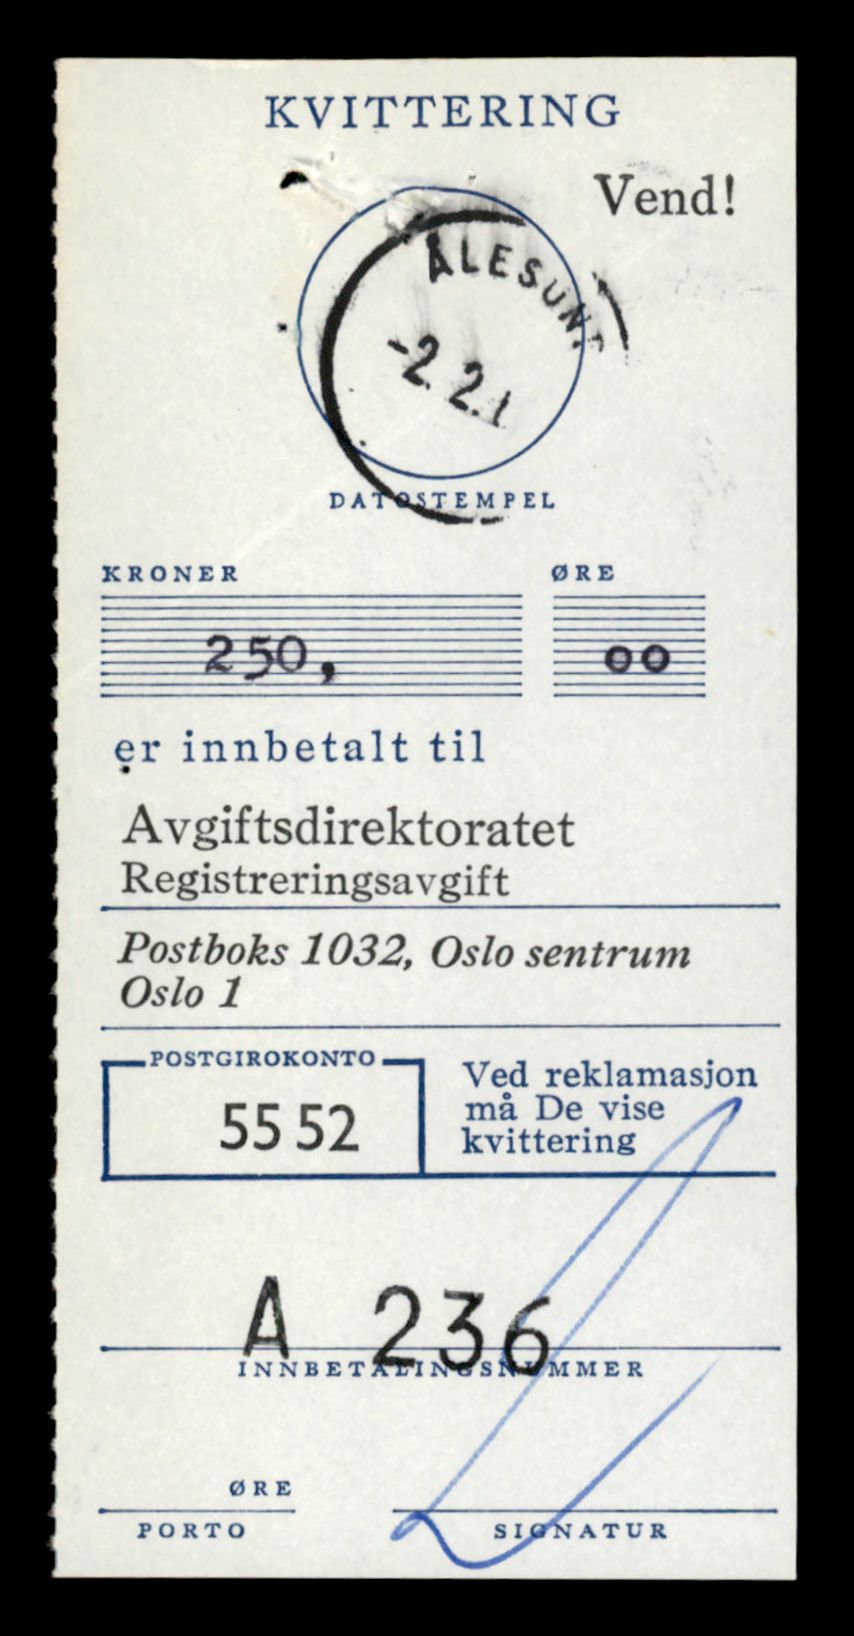 KVITTERING
Vend!
ÅLESUN
-2.2.1
DATOSTEMPEL
KRONER
ØRE
250,
00
er innbetalt til
Avgiftsdirektoratet
Registreringsavgift
Postboks 1032, Oslo sentrum
Oslo 1
POSTGIROKONTO
55 52
Ved reklamasjon
må De vise
kvittering
A 236
INNBETALINGSNUMMER
ØRE
PORTO
SIGNATUR